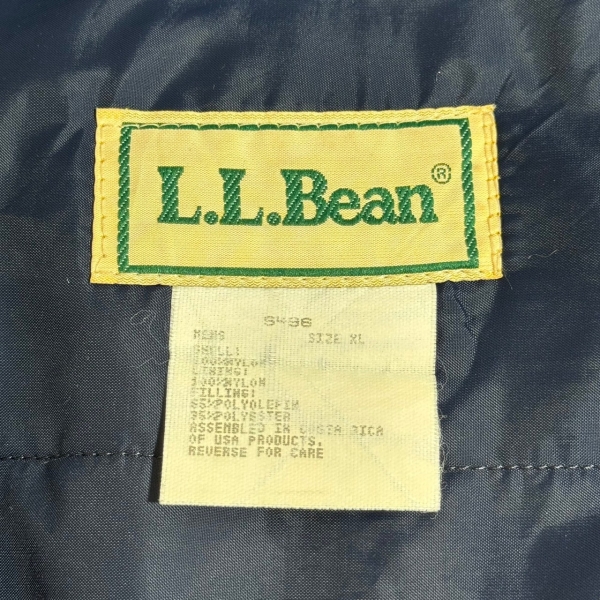 L.L.Bean®
6496
MENS SIZE XL
SHELL:
100%NYLON
LINING:
100%NYLON
FILLING:
65%POLYOLEFIN
35%POLYESTER
ASSEMBLED IN COSTA RICA
OF USA PRODUCTS.
REVERSE FOR CARE